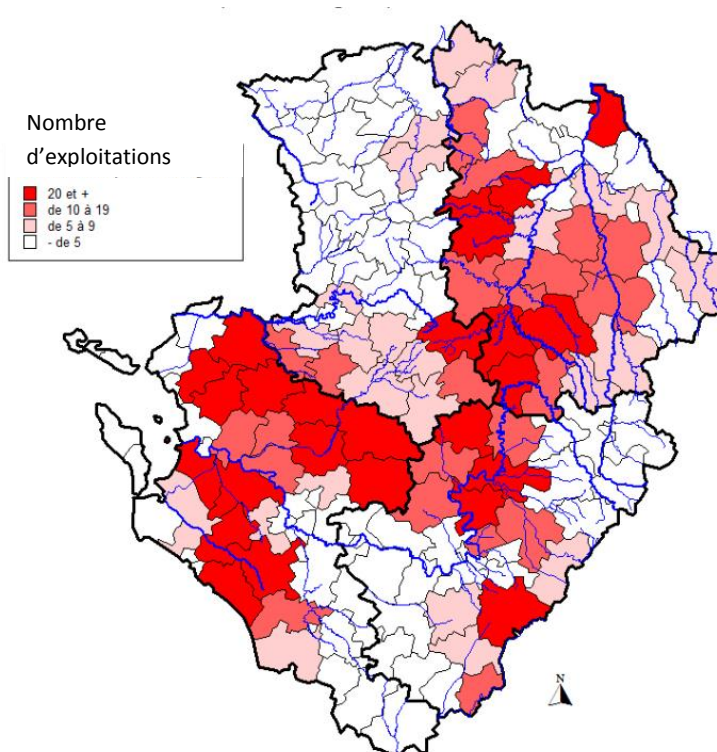 Nombre
d’exploitations
20 et +
de 10 à 19
de 5 à 9
- de 5
N